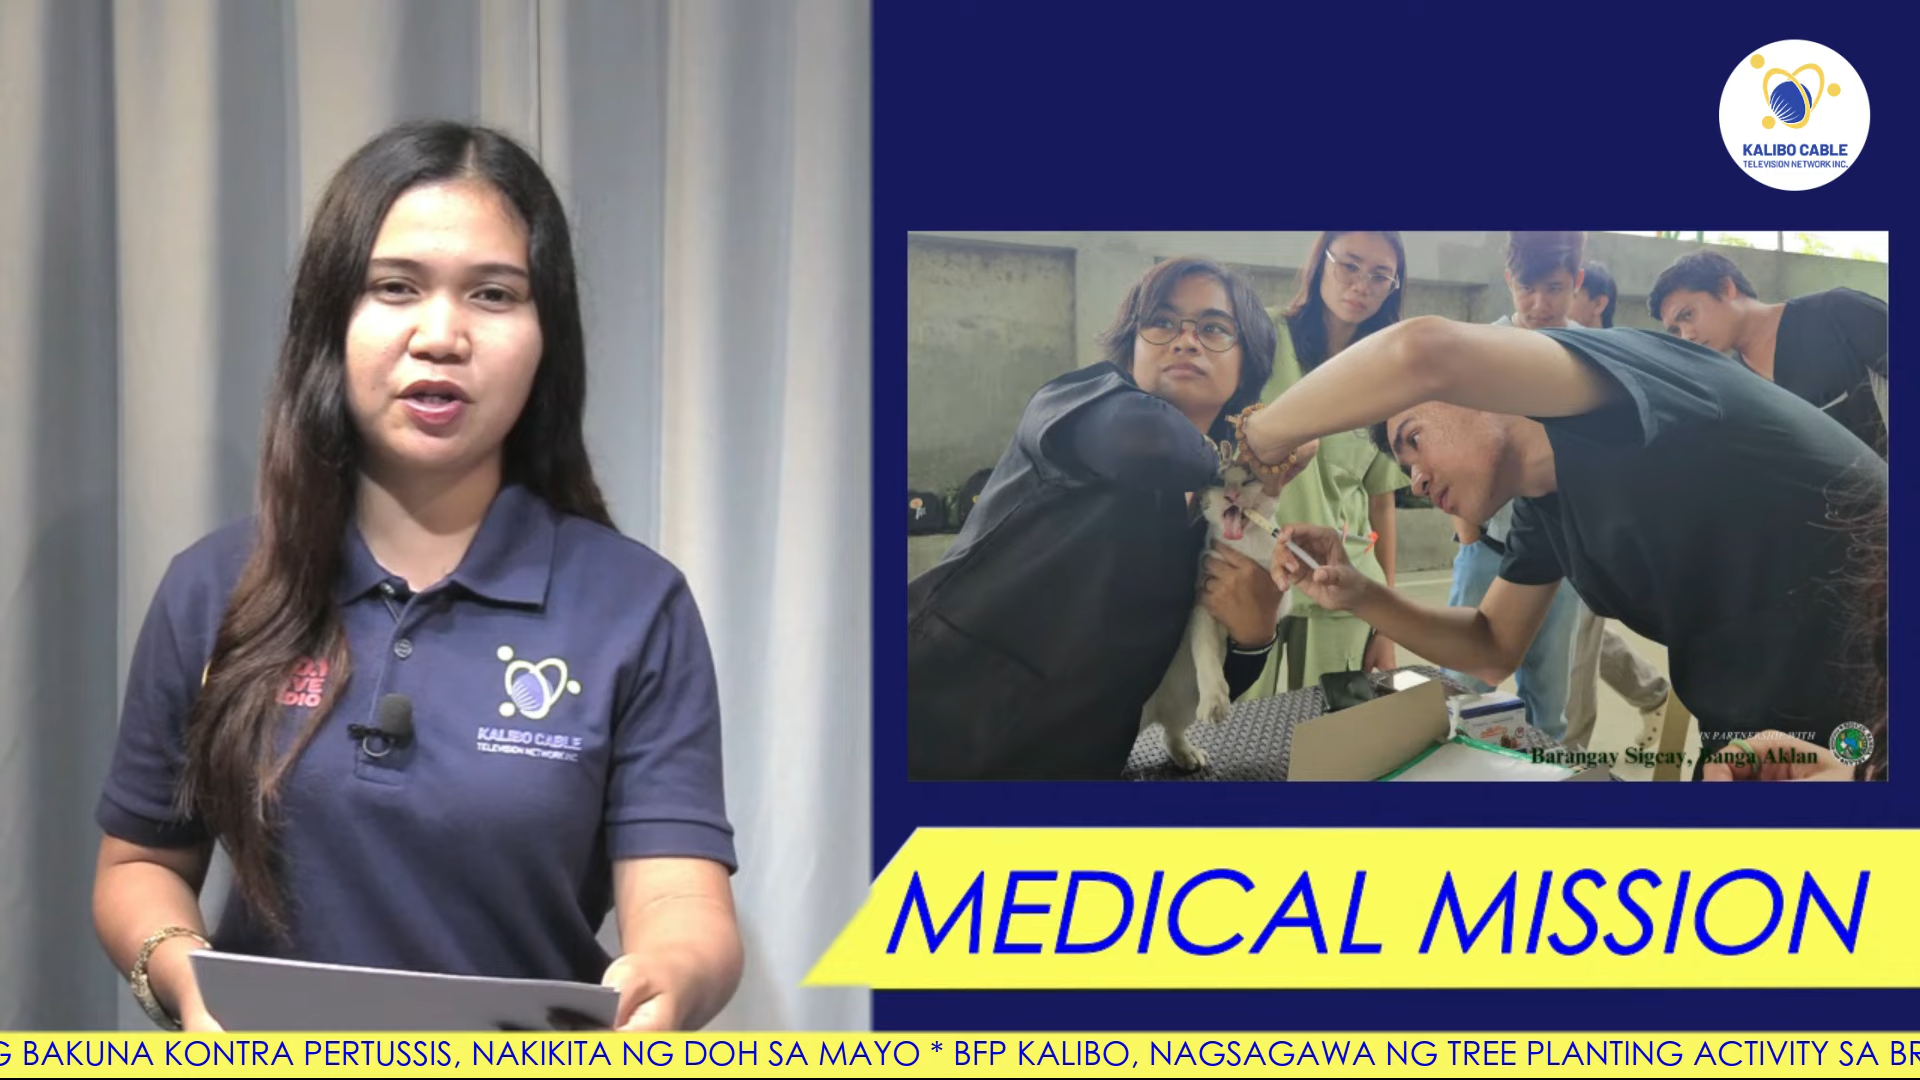 KALIBO CABLE
TELEVISION NETWORK INC.
KALIBO CABLE
TELEVISION NETWORK INC.
IN PARTNERSHIP WITH
Barangay Sigcay, Banga Aklan
MEDICAL MISSION
G BAKUNA KONTRA PERTUSSIS, NAKIKITA NG DOH SA MAYO * BFP KALIBO, NAGSAGAWA NG TREE PLANTING ACTIVITY SA BR